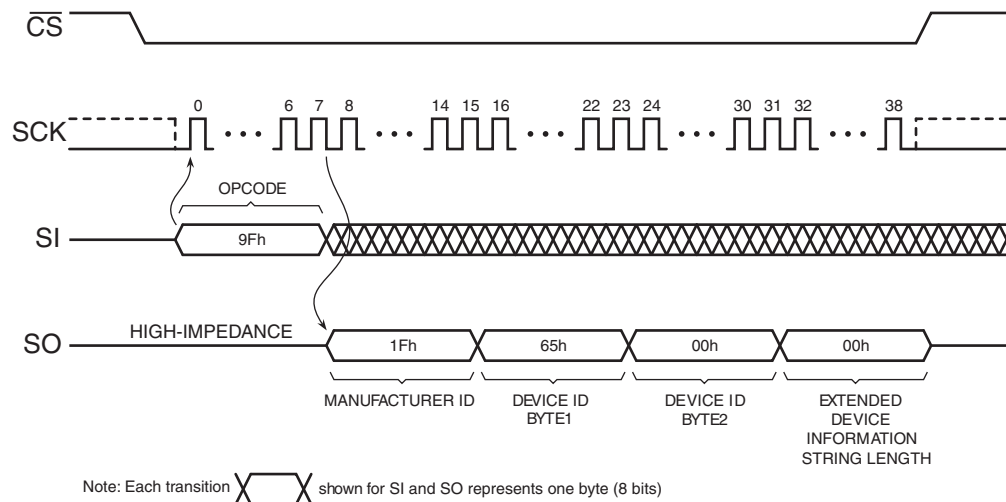 CS
0 6 7 8 14 15 16 22 23 24 30 31 32 38
SCK
OPCODE
SI
9Fh
HIGH-IMPEDANCE
SO
1Fh 65h 00h 00h
MANUFACTURER ID
DEVICE ID
BYTE1
DEVICE ID
BYTE2
EXTENDED
DEVICE
INFORMATION
STRING LENGTH
Note: Each transition shown for SI and SO represents one byte (8 bits)